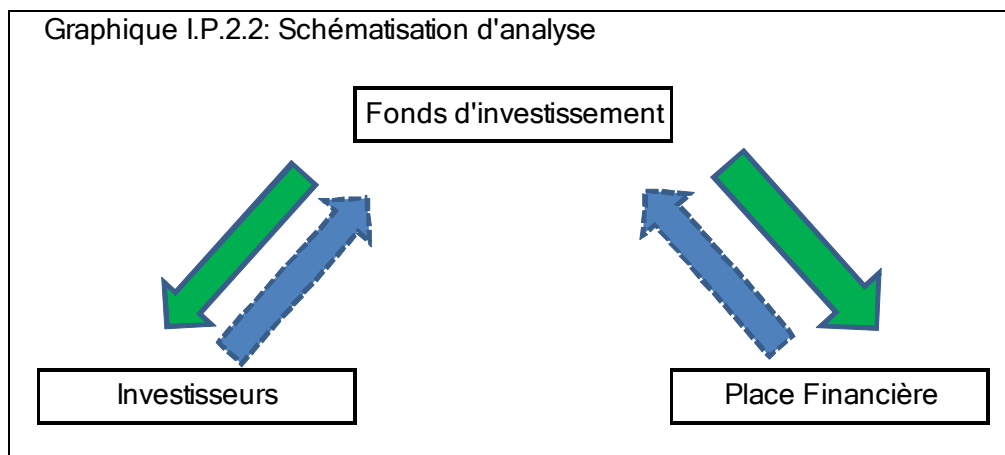 Graphique I.P.2.2: Schématisation d'analyse
Fonds d'investissement
Investisseurs
Place Financière